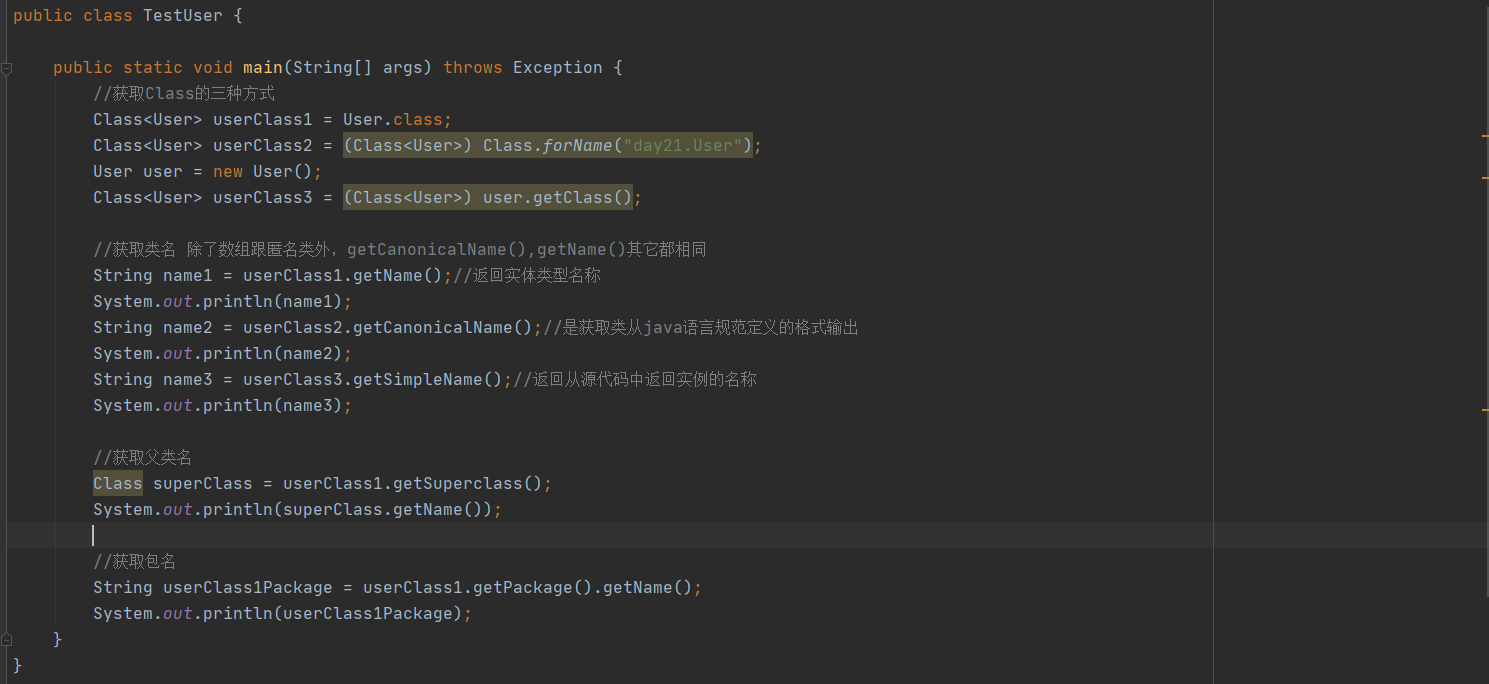 public class TestUser {
public static void main(String[] args) throws Exception {
//获取Class的三种方式
Class<User> userClass1 = User.class;
Class<User> userClass2 = (Class<User>) Class.forName("day21.User");
User user = new User();
Class<User> userClass3 = (Class<User>) user.getClass();
//获取类名 除了数组跟匿名类外，getCanonicalName(),getName()其它都相同
String name1 = userClass1.getName();//返回实体类型名称
System.out.println(name1);
String name2 = userClass2.getCanonicalName();//是获取类从java语言规范定义的格式输出
System.out.println(name2);
String name3 = userClass3.getSimpleName();//返回从源代码中返回实例的名称
System.out.println(name3);
//获取父类名
Class superClass = userClass1.getSuperclass();
System.out.println(superClass.getName());
//获取包名
String userClass1Package = userClass1.getPackage().getName();
System.out.println(userClass1Package);
}
}